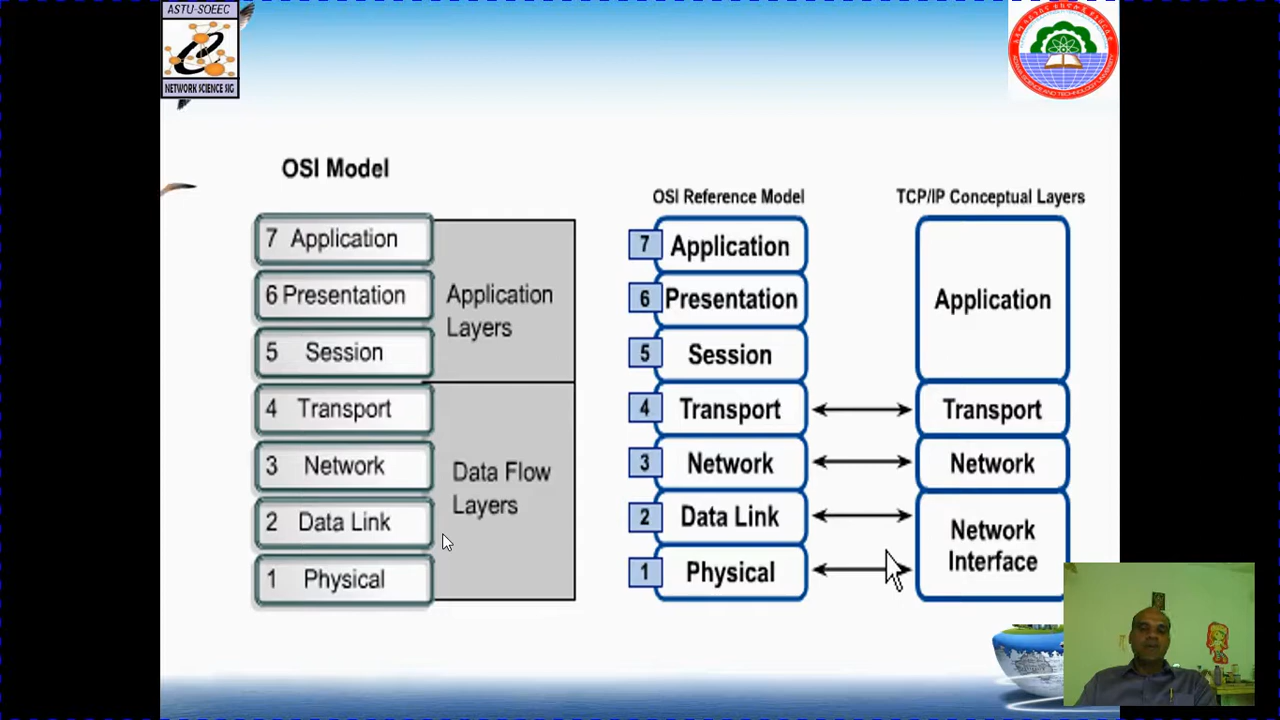 ASTU-SOEEC
NETWORK SCIENCE SIG
OSI Model
7 Application
6 Presentation
5 Session
4 Transport
3 Network
2 Data Link
1 Physical
Application
Layers
Data Flow
Layers
OSI Reference Model
7 Application
6 Presentation
5 Session
4 Transport
3 Network
2 Data Link
1 Physical
TCP/IP Conceptual Layers
Application
Transport
Network
Network
Interface